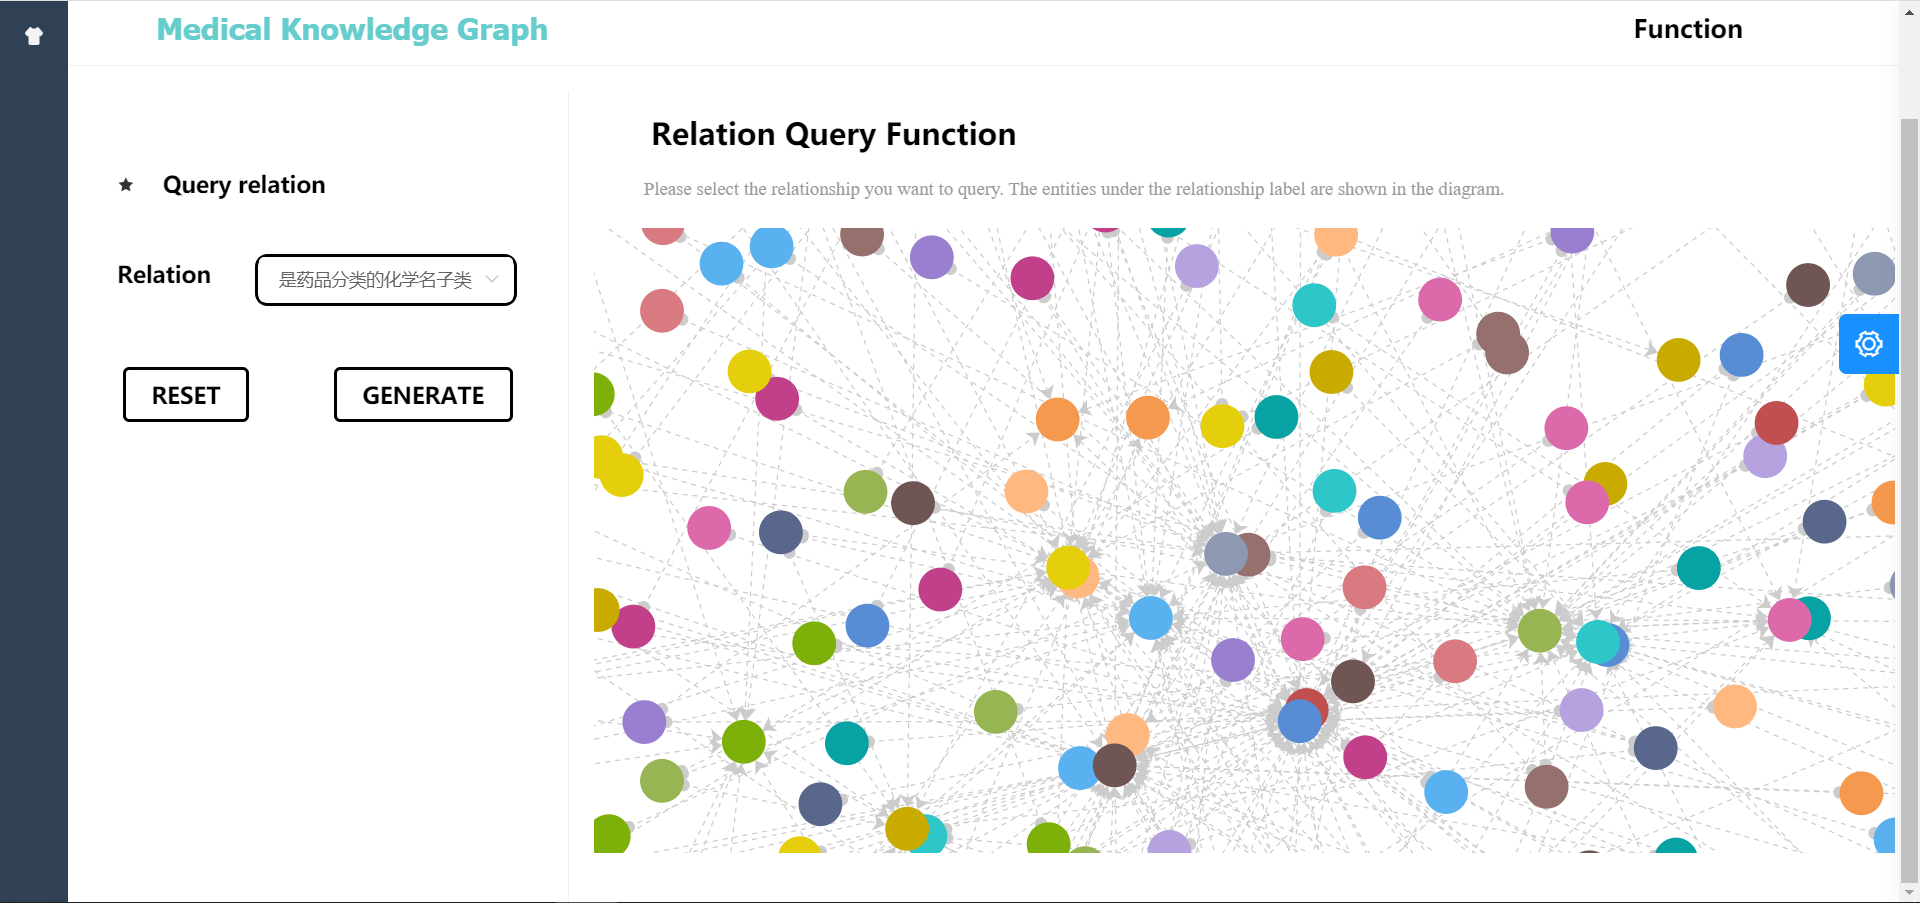 Medical Knowledge Graph
Function
Relation Query Function
Please select the relationship you want to query. The entities under the relationship label are shown in the diagram.
Query relation
Relation
是药品分类的化学名子类
RESET
GENERATE